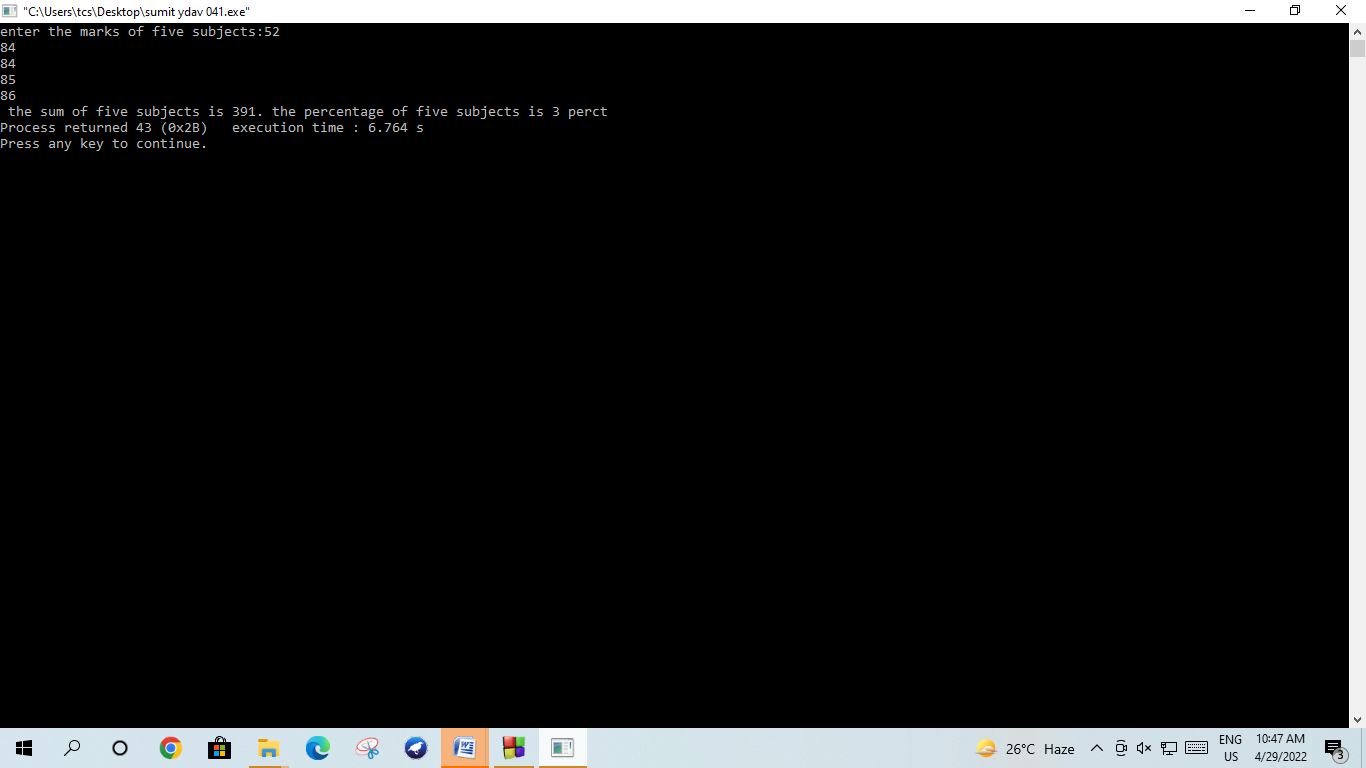 "C:\Users\tcs\Desktop\sumit ydav 041.exe"
enter the marks of five subjects:52
84
84
85
86
 the sum of five subjects is 391. the percentage of five subjects is 3 perct
Process returned 43 (0x2B)   execution time : 6.764 s
Press any key to continue.
26°C Haze
ENG
US
10:47 AM
4/29/2022
3